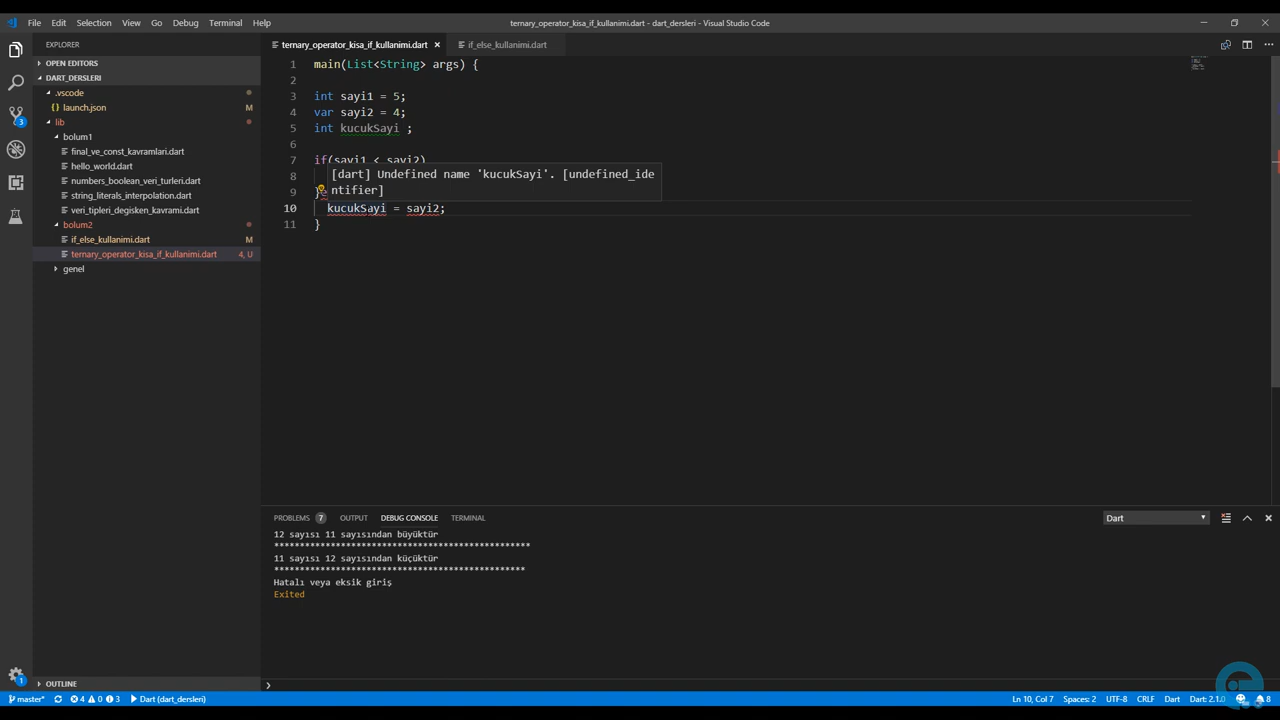 File Edit Selection View Go Debug Terminal Help
ternary_operator_kisa_if_kullanimi.dart - dart_dersleri - Visual Studio Code
EXPLORER
OPEN EDITORS
DART_DERSLERI
.vscode
launch.json M
lib
bolum1
final_ve_const_kavramlari.dart
hello_world.dart
numbers_boolean_veri_turleri.dart
string_literals_interpolation.dart
veri_tipleri_degisken_kavrami.dart
bolum2
if_else_kullanimi.dart M
ternary_operator_kisa_if_kullanimi.dart 4, U
genel
OUTLINE
3
1
ternary_operator_kisa_if_kullanimi.dart
if_else_kullanimi.dart
1 main(List<String> args) {
2
3 int sayi1 = 5;
4 var sayi2 = 4;
5 int kucukSayi ;
6
7 if(sayi1 < sayi2)
8
9 }
[dart] Undefined name 'kucukSayi'. [undefined_ide
ntifier]
10 kucukSayi = sayi2;
11 }
PROBLEMS 7 OUTPUT DEBUG CONSOLE TERMINAL
Dart
12 sayısı 11 sayısından büyüktür
**************************************************
11 sayısı 12 sayısından küçüktür
*************************************************
Hatalı veya eksik giriş
Exited
master* 4 0 3 Dart (dart_dersleri)
Ln 10, Col 7 Spaces: 2 UTF-8 CRLF Dart Dart: 2.1.0 8